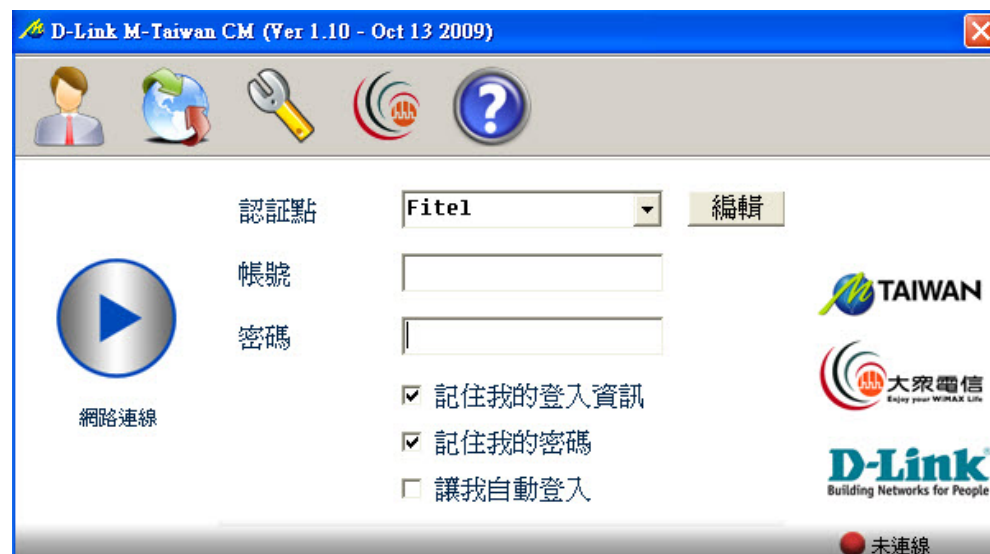 D-Link M-Taiwan CM (Ver 1.10 - Oct 13 2009)
認証點
Fitel
編輯
帳號
密碼
記住我的登入資訊
記住我的密碼
讓我自動登入
網路連線
M TAIWAN
大眾電信
Enjoy your WiMAX Life
D-Link
Building Networks for People
未連線